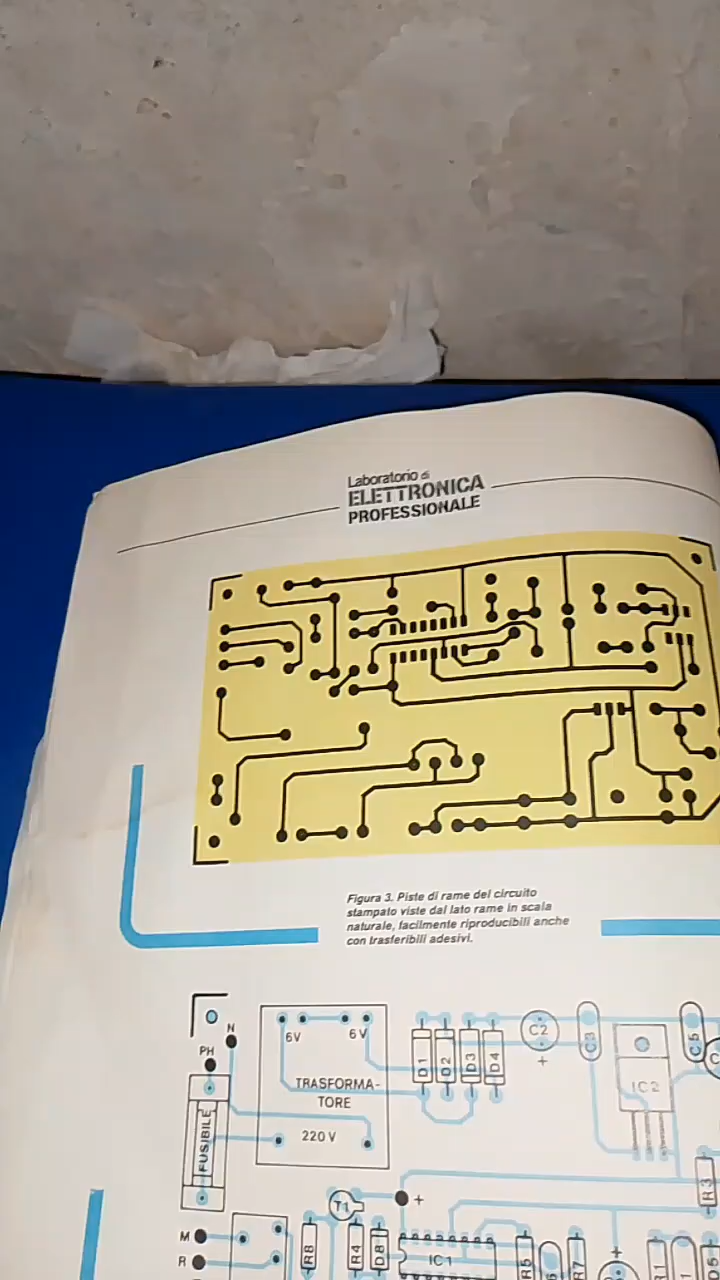 Laboratorio di
ELETTRONICA
PROFESSIONALE
Figura 3. Piste di rame del circuito
stampato viste dal lato rame in scala
naturale, facilmente riproducibili anche
con trasferibili adesivi.
N
PH
6V 6V
TRASFORMA-
TORE
220 V
FUSIBILE
D1 D2 D3 D4
C2
+
C3
IC2
C5
R3
T1
+
M
R
R8
R4
D8
IC1
R5
R7
+